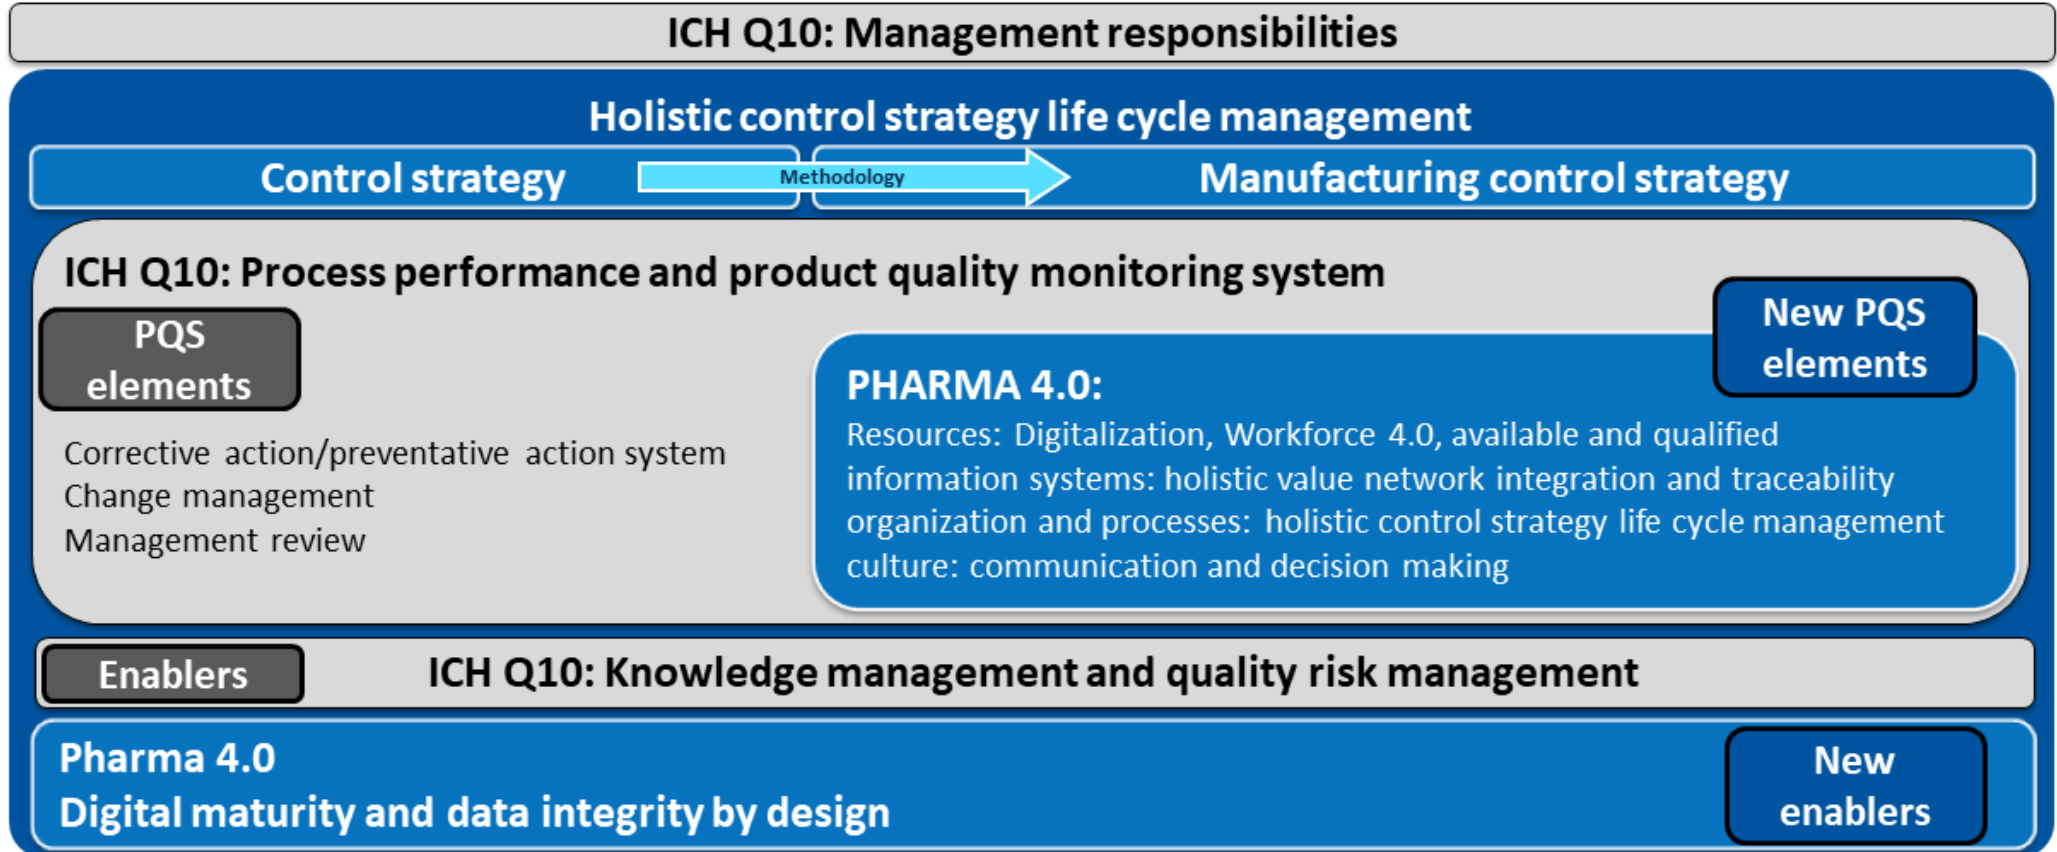 ICH Q10: Management responsibilities
Holistic control strategy life cycle management
Control strategy
Methodology
Manufacturing control strategy
ICH Q10: Process performance and product quality monitoring system
PQS
elements
Corrective action/preventative action system
Change management
Management review
New PQS
elements
PHARMA 4.0:
Resources: Digitalization, Workforce 4.0, available and qualified
information systems: holistic value network integration and traceability
organization and processes: holistic control strategy life cycle management
culture: communication and decision making
Enablers
ICH Q10: Knowledge management and quality risk management
Pharma 4.0
Digital maturity and data integrity by design
New
enablers